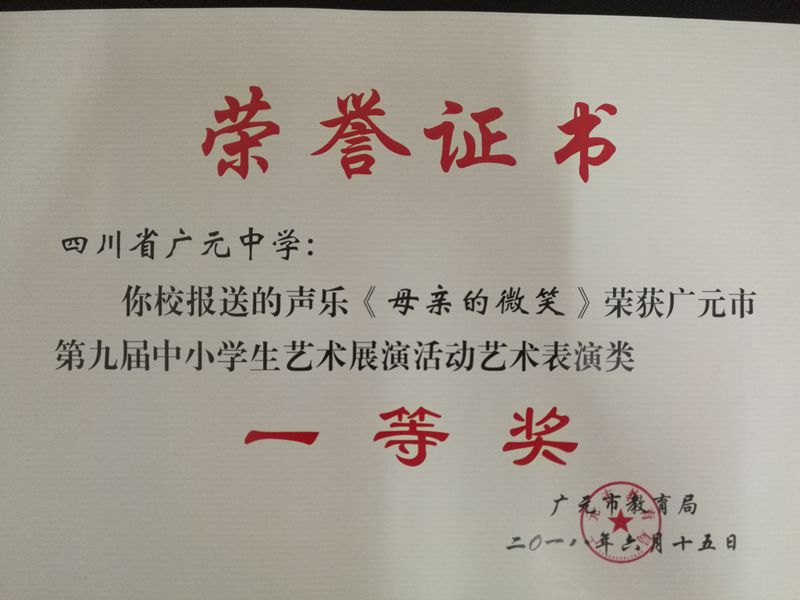 荣誉证书
四川省广元中学：
你校报送的声乐《母亲的微笑》荣获广元市
第九届中小学生艺术展演活动艺术表演类
一等奖
广元市教育局
二〇一八年六月十五日